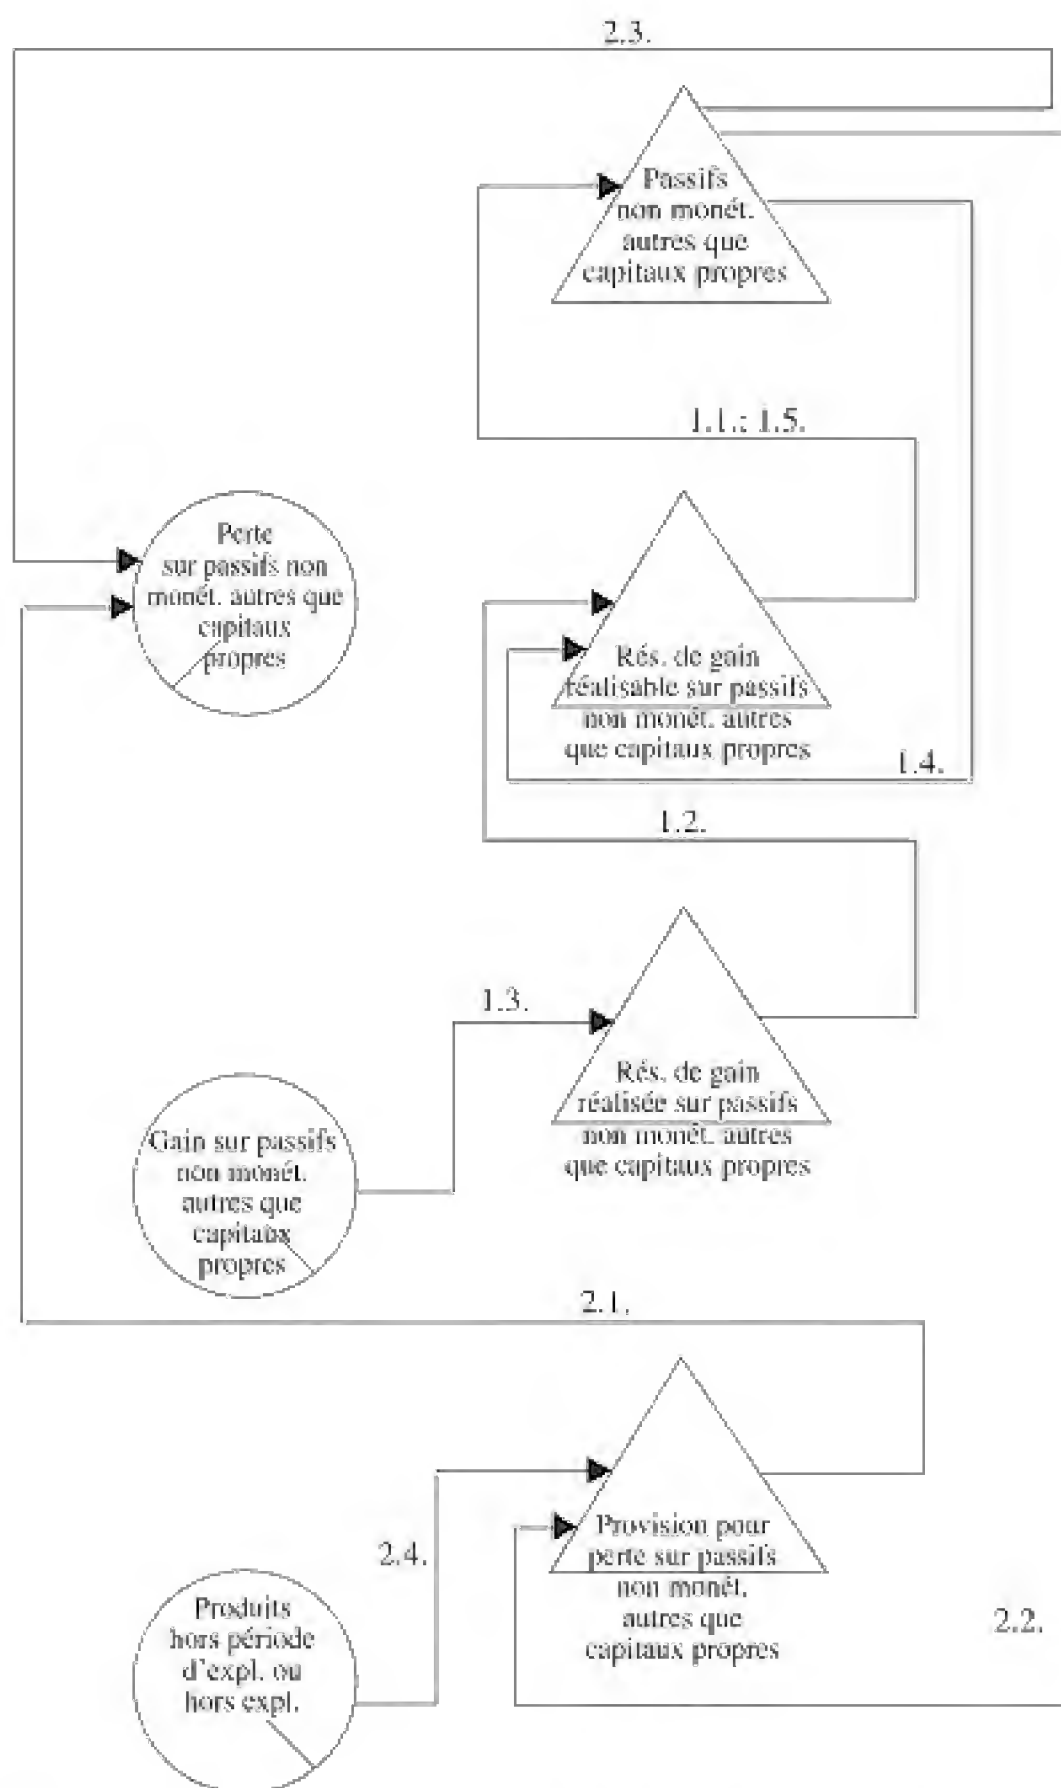 2.3.
Passifs
non monét.
autres que
capitaux propres
1.1.: 1.5.
Perte
sur passifs non
monét. autres que
capitaux
propres
Rés. de gain
réalisable sur passifs
non monét. autres
que capitaux propres
1.4.
1.2.
1.3.
Rés. de gain
réalisée sur passifs
non monét. autres
que capitaux propres
Gain sur passifs
non monét.
autres que
capitaux
propres
2.1.
2.4.
Provision pour
perte sur passifs
non monét.
autres que
capitaux propres
2.2.
Produits
hors période
d'expl. ou
hors expl.